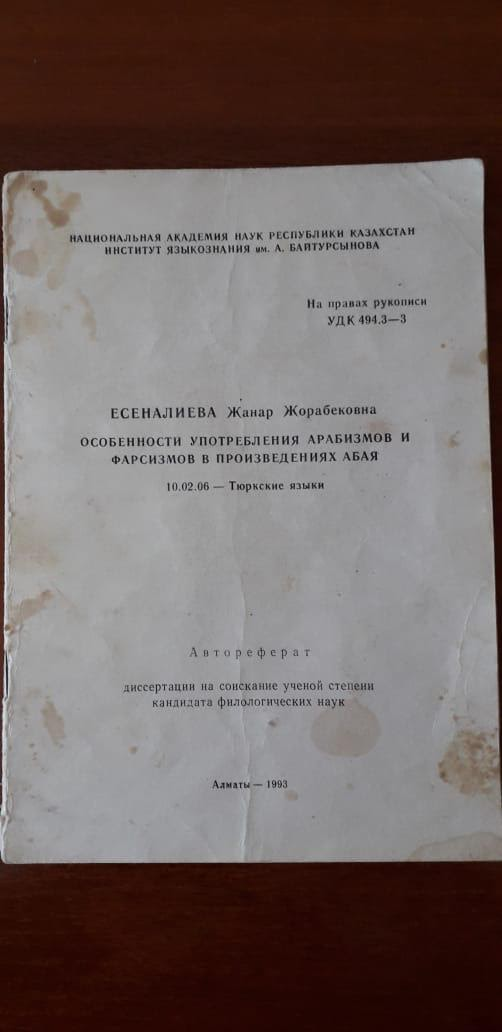 НАЦИОНАЛЬНАЯ АКАДЕМИЯ НАУК РЕСПУБЛИКИ КАЗАХСТАН
ИНСТИТУТ ЯЗЫКОЗНАНИЯ им. А. БАЙТУРСЫНОВА
На правах рукописи
УДК 494.3—3
ЕСЕНАЛИЕВА Жанар Жорабековна
ОСОБЕННОСТИ УПОТРЕБЛЕНИЯ АРАБИЗМОВ И
ФАРСИЗМОВ В ПРОИЗВЕДЕНИЯХ АБАЯ
10.02.06 — Тюркские языки
Автореферат
диссертации на соискание ученой степени
кандидата филологических наук
Алматы — 1993